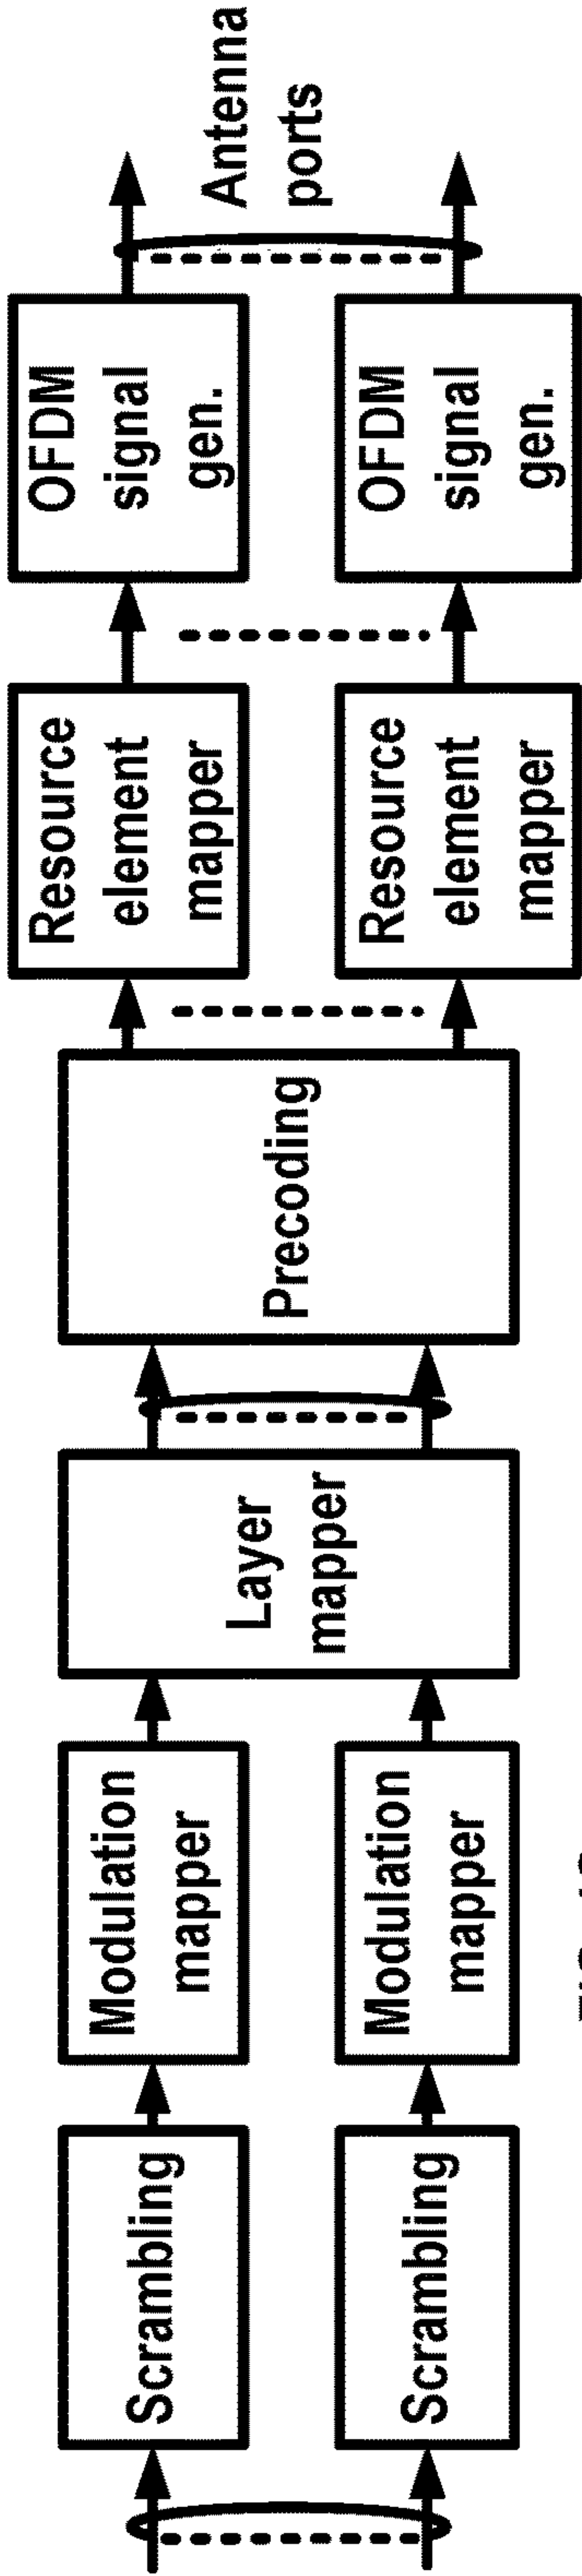 Scrambling
Scrambling
Modulation
mapper
Modulation
mapper
Layer
mapper
Precoding
Resource
element
mapper
Resource
element
mapper
OFDM
signal
gen.
OFDM
signal
gen.
Antenna
ports